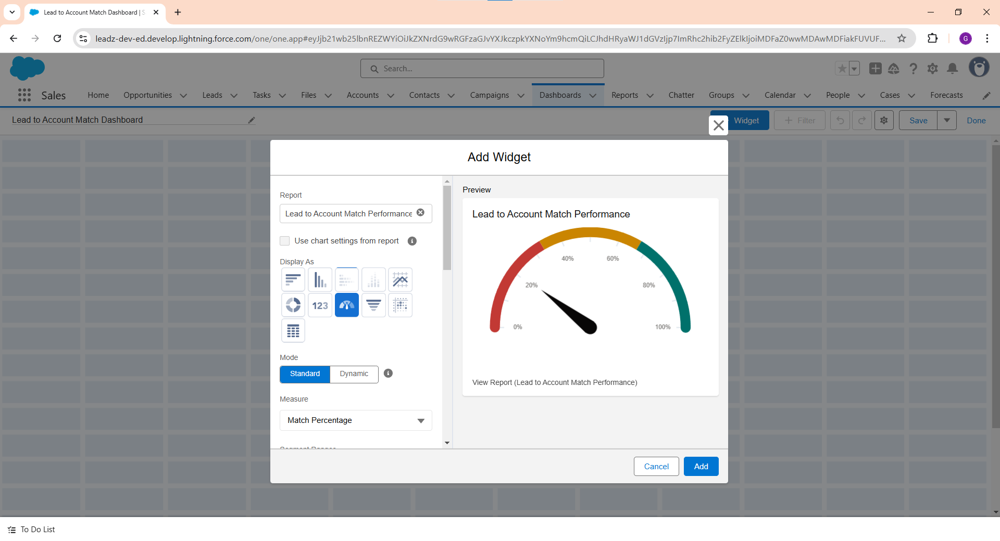 Lead to Account Match Dashboard | S
leadz-dev-ed.develop.lightning.force.com/one/one.app#eyJjb21wb25lbnREZWYiOiJkZXNrdG9wRGFzaGJvYXJkczpkYXNoYm9hcmQiLCJhdHRyaWJ1dGVzIjp7ImRhc2hib2FyZElkIjoiMDFaZ0wwMDAwMDFiakFUVUF...
G
Search...
Sales
Home
Opportunities
Leads
Tasks
Files
Accounts
Contacts
Campaigns
Dashboards
Reports
Chatter
Groups
Calendar
People
Cases
Forecasts
Lead to Account Match Dashboard
Widget
+ Filter
Save
Done
Add Widget
Report
Lead to Account Match Performance
Use chart settings from report
Display As
123
Mode
Standard
Dynamic
Measure
Match Percentage
Segment Ranges
Preview
Lead to Account Match Performance
0%
20%
40%
60%
80%
100%
View Report (Lead to Account Match Performance)
Cancel
Add
To Do List